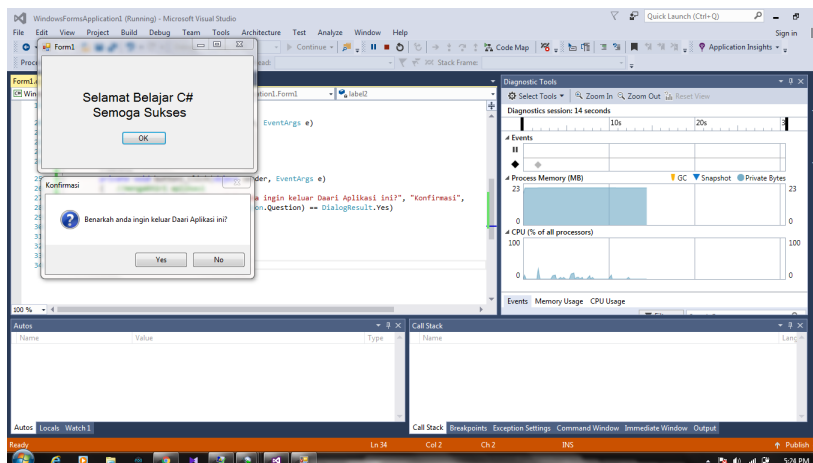 WindowsFormsApplication1 (Running) - Microsoft Visual Studio
Quick Launch (Ctrl+Q)
File Edit View Project Build Debug Team Tools Architecture Test Analyze Window Help
Sign in
Form1
Continue
Code Map
Application Insights
Stack Frame:
Form1
label2
Selamat Belajar C#
Semoga Sukses
OK
EventArgs e)
EventArgs e)
ingin keluar Daari Aplikasi ini?", "Konfirmasi",
.Question) == DialogResult.Yes)
Konfirmasi
Benarkah anda ingin keluar Daari Aplikasi ini?
Yes No
34
100 %
Diagnostic Tools
Select Tools Zoom In Zoom Out Reset View
Diagnostics session: 14 seconds
10s 20s 3
Events
Process Memory (MB) GC Snapshot Private Bytes
23 23
0 0
CPU (% of all processors)
100 100
0 0
Events Memory Usage CPU Usage
Autos
Name Value Type
Autos Locals Watch 1
Call Stack
Name Lang
Call Stack Breakpoints Exception Settings Command Window Immediate Window Output
Ready Ln 34 Col 2 Ch 2 INS Publish
5:24 PM